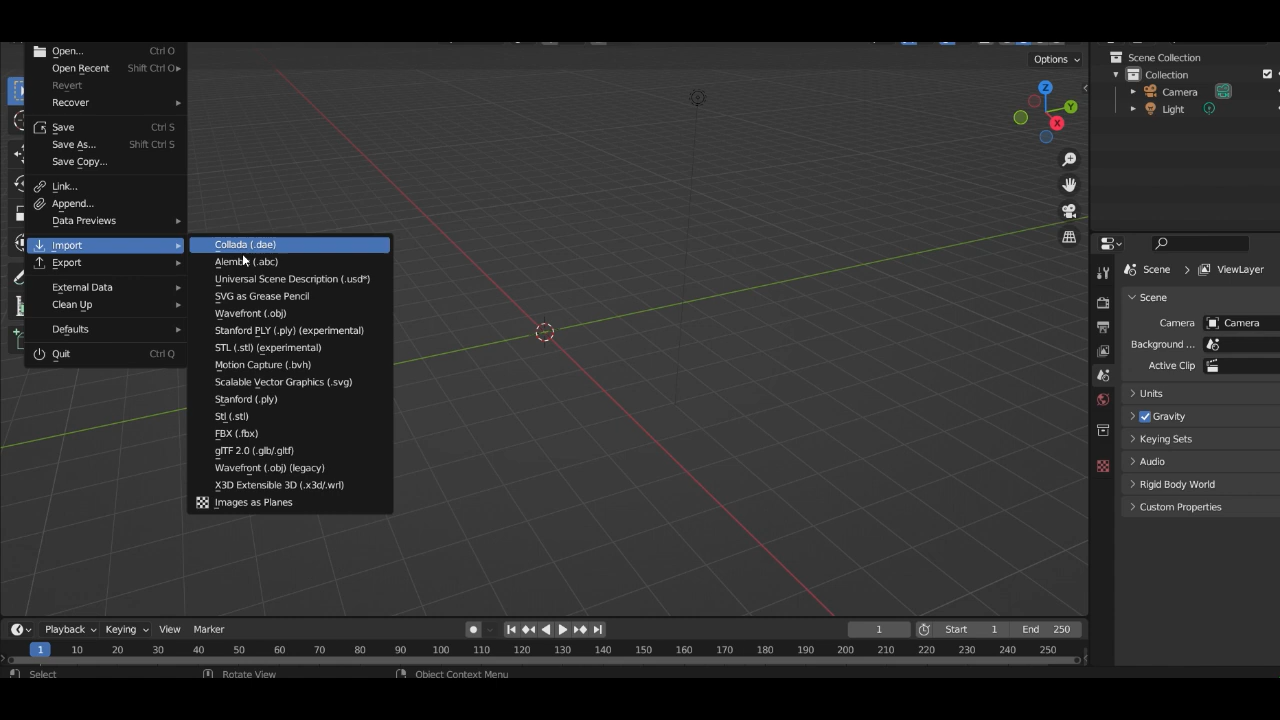 Open... Ctrl O
Open Recent Shift Ctrl O
Revert
Recover
Save Ctrl S
Save As... Shift Ctrl S
Save Copy...
Link...
Append...
Data Previews
Import
Export
External Data
Clean Up
Defaults
Quit Ctrl Q
Collada (.dae)
Alembic (.abc)
Universal Scene Description (.usd*)
SVG as Grease Pencil
Wavefront (.obj)
Stanford PLY (.ply) (experimental)
STL (.stl) (experimental)
Motion Capture (.bvh)
Scalable Vector Graphics (.svg)
Stanford (.ply)
Stl (.stl)
FBX (.fbx)
glTF 2.0 (.glb/.gltf)
Wavefront (.obj) (legacy)
X3D Extensible 3D (.x3d/.wrl)
Images as Planes
Options
Z
Y
X
Scene Collection
Collection
Camera
Light
Scene > ViewLayer
Scene
Camera Camera
Background ...
Active Clip
Units
Gravity
Keying Sets
Audio
Rigid Body World
Custom Properties
Playback Keying View Marker 1 Start 1 End 250
1 10 20 30 40 50 60 70 80 90 100 110 120 130 140 150 160 170 180 190 200 210 220 230 240 250
Select Rotate View Object Context Menu